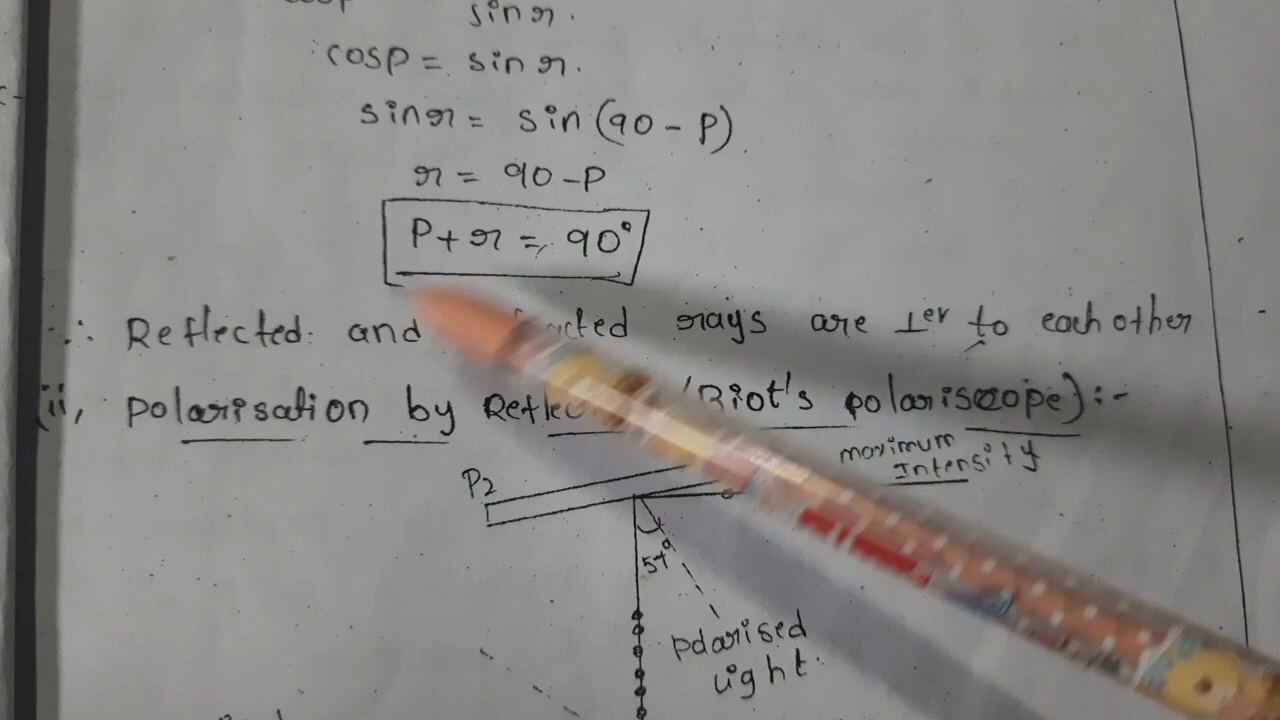 sin r.
cosp = sin r.
sinr = sin (90 - P)
r = 90 - P
P + r = 90°
∴ Reflected and rays are ⊥er to each other
(ii, polarisation by (Biot's polariscope) :-
maximum
Intensity
P2
57°
polarised
light.